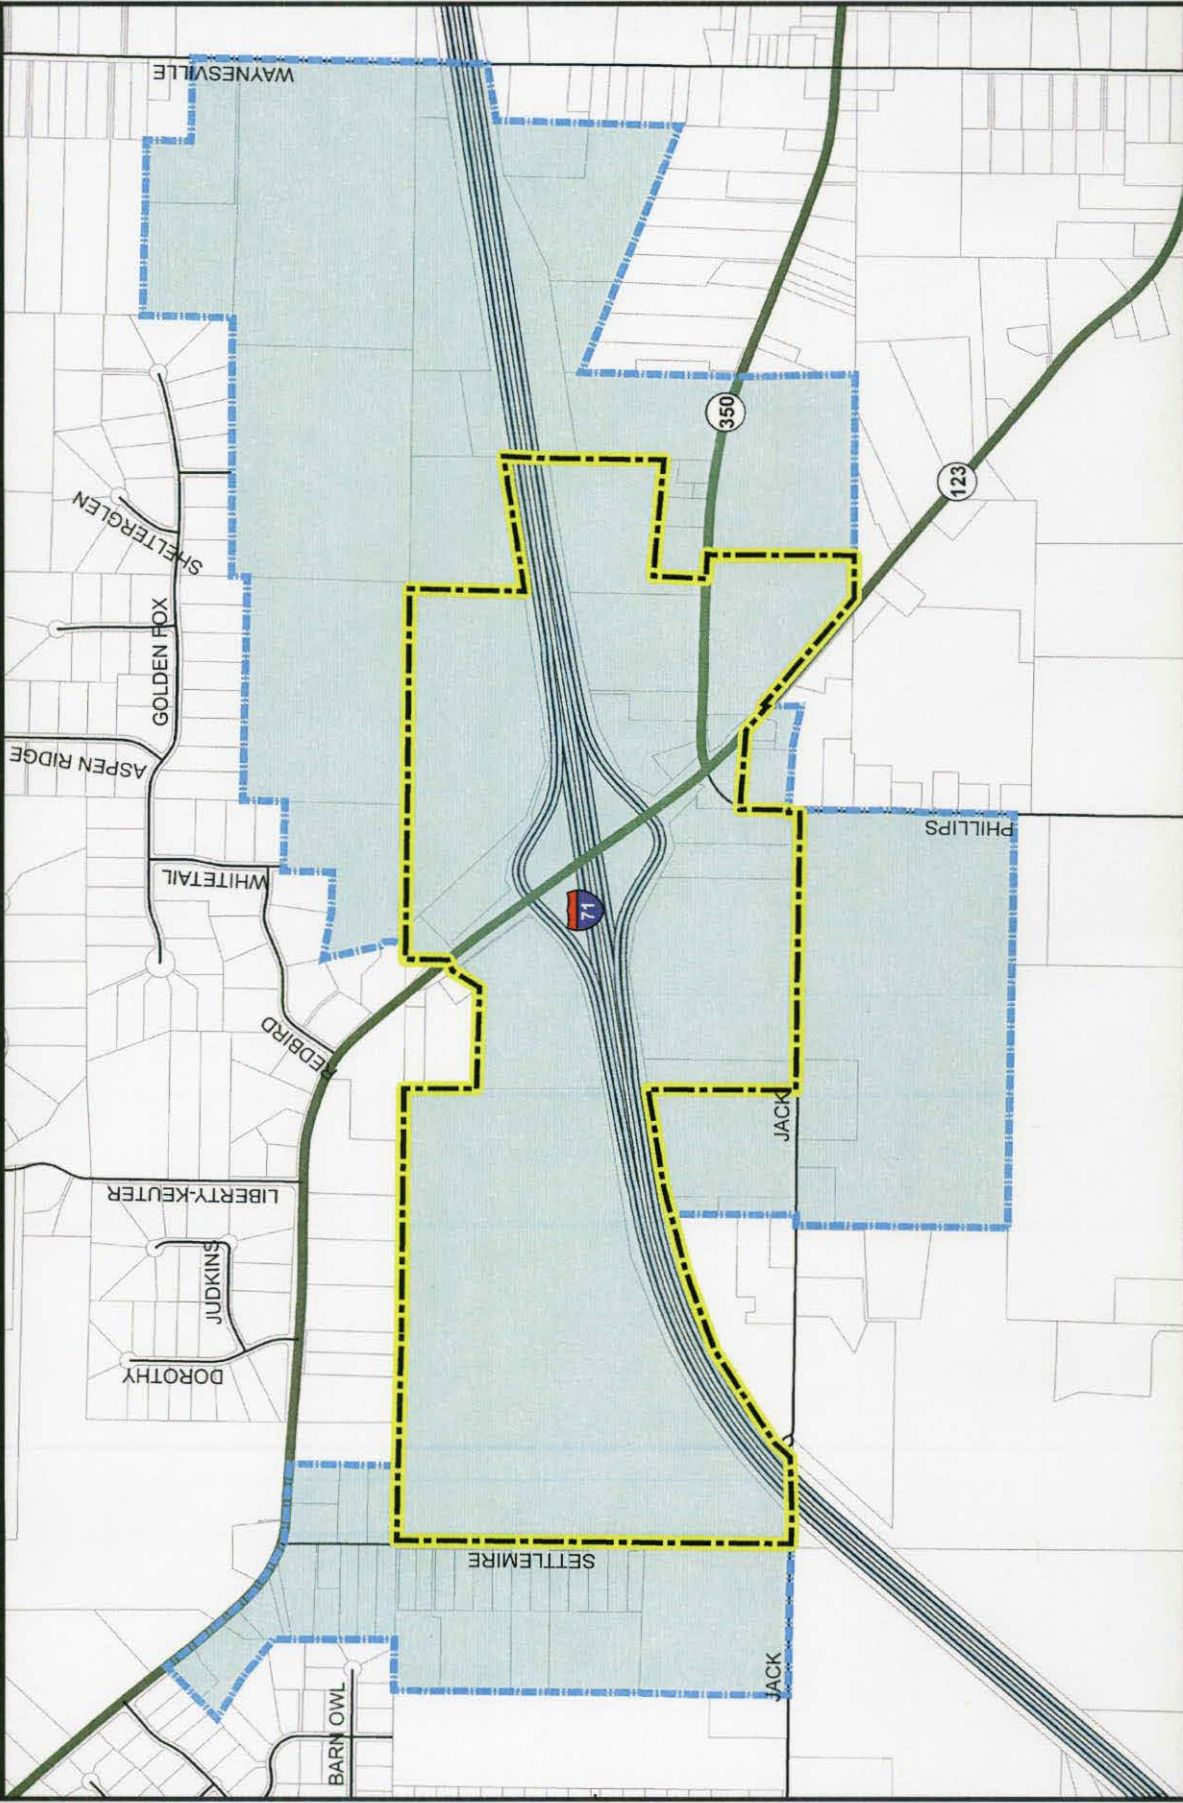 WAYNESVILLE
SHELTERGLEN
GOLDEN FOX
ASPEN RIDGE
WHITETAIL
REDBIRD
LIBERTY-KEUTER
JUDKINS
DOROTHY
BARN OWL
SETTLEMIRE
JACK
JACK
PHILLIPS
350
123
71